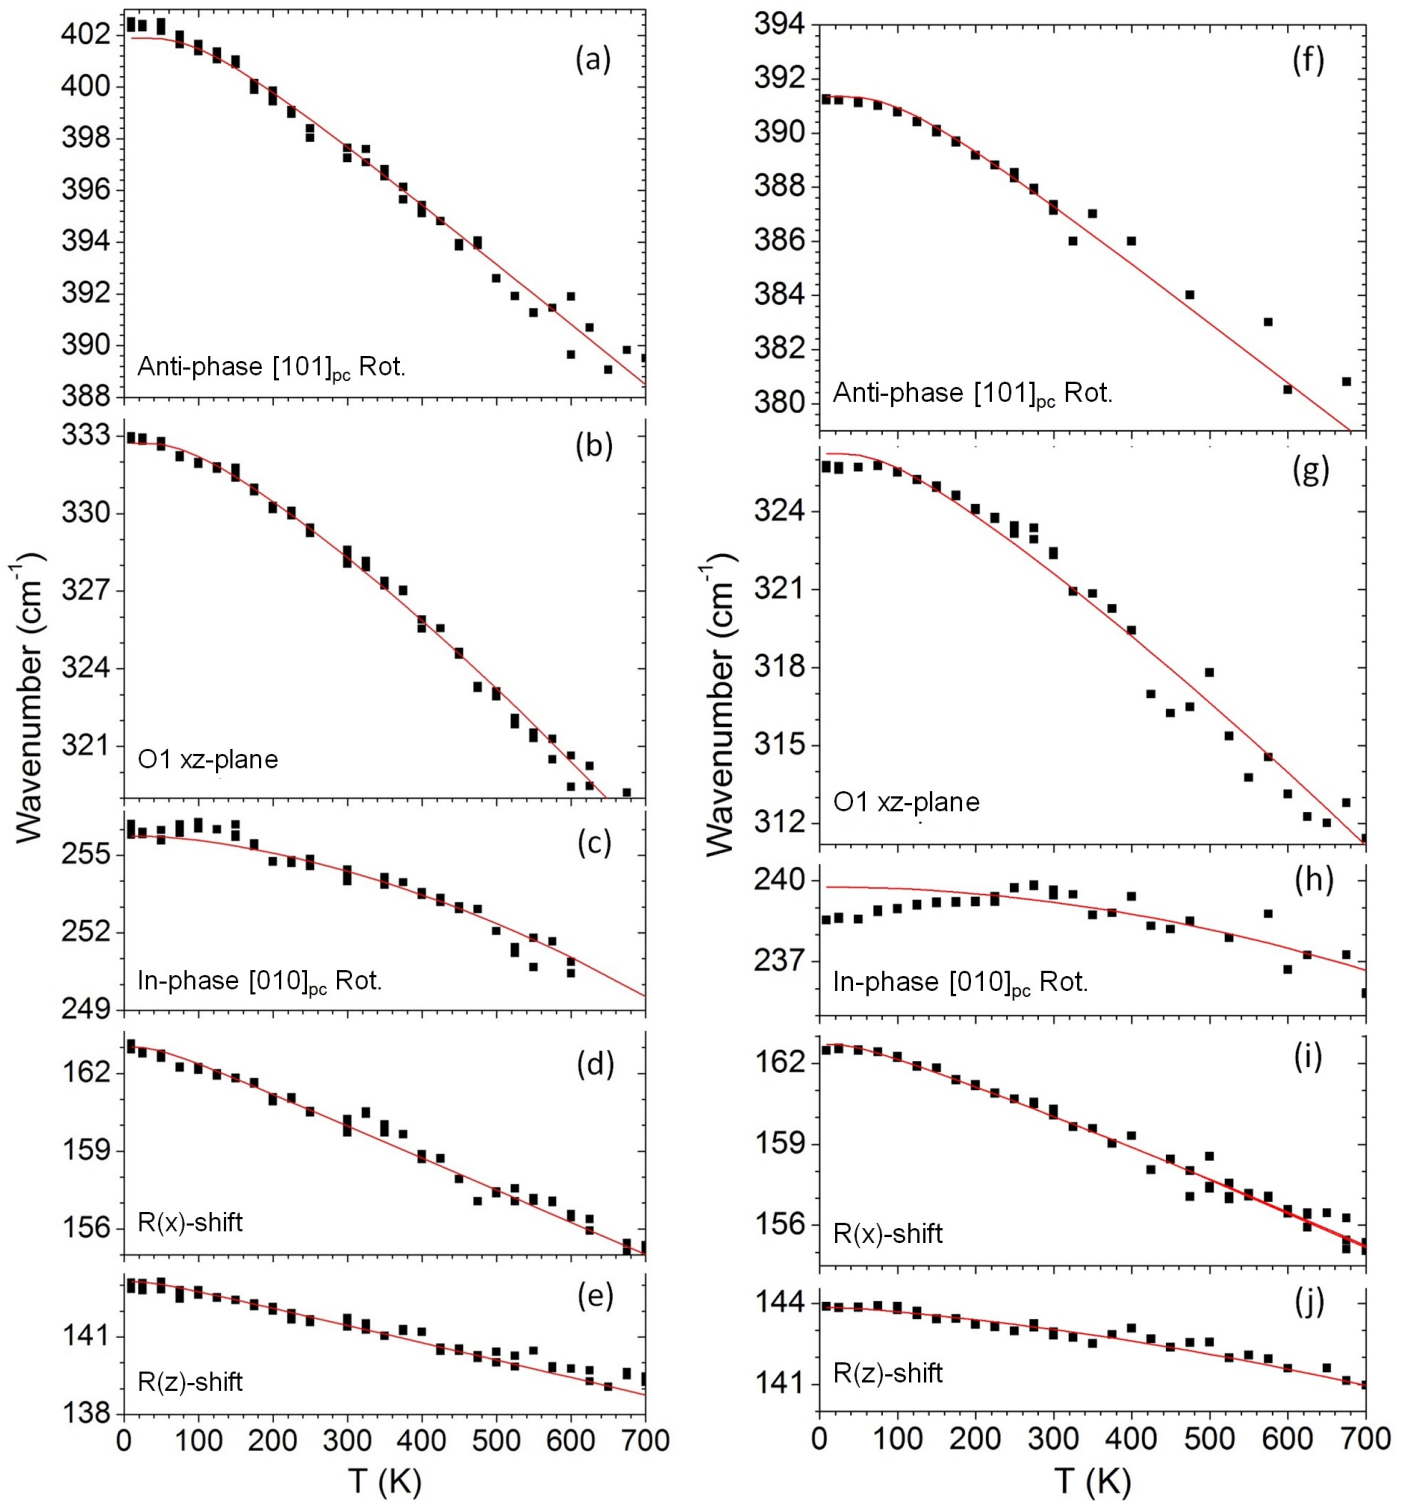 402
400
398
396
394
392
390
388
(a)
Anti-phase [101]pc Rot.
333
330
327
324
321
(b)
O1 xz-plane
Wavenumber (cm-1)
255
252
249
(c)
In-phase [010]pc Rot.
162
159
156
(d)
R(x)-shift
141
138
(e)
R(z)-shift
0 100 200 300 400 500 600 700
T (K)
394
392
390
388
386
384
382
380
(f)
Anti-phase [101]pc Rot.
324
321
318
315
312
(g)
O1 xz-plane
Wavenumber (cm-1)
240
237
(h)
In-phase [010]pc Rot.
162
159
156
(i)
R(x)-shift
144
141
(j)
R(z)-shift
0 100 200 300 400 500 600 700
T (K)